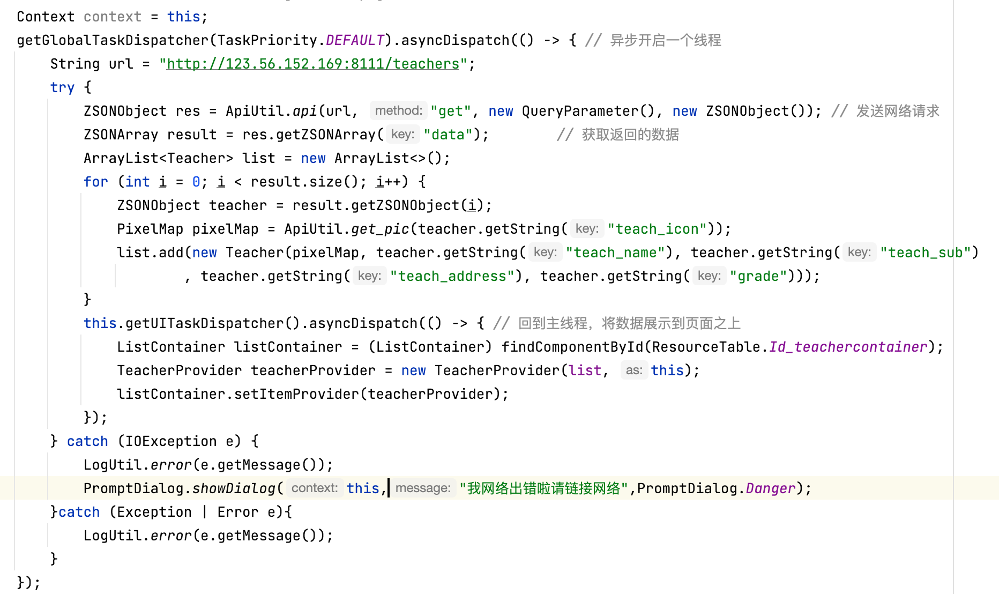 Context context = this;
getGlobalTaskDispatcher(TaskPriority.DEFAULT).asyncDispatch(() -> { // 异步开启一个线程
String url = "http://123.56.152.169:8111/teachers";
try {
ZSONObject res = ApiUtil.api(url, method: "get", new QueryParameter(), new ZSONObject()); // 发送网络请求
ZSONArray result = res.getZSONArray( key: "data"); // 获取返回的数据
ArrayList<Teacher> list = new ArrayList<>();
for (int i = 0; i < result.size(); i++) {
ZSONObject teacher = result.getZSONObject(i);
PixelMap pixelMap = ApiUtil.get_pic(teacher.getString( key: "teach_icon"));
list.add(new Teacher(pixelMap, teacher.getString( key: "teach_name"), teacher.getString( key: "teach_sub")
, teacher.getString( key: "teach_address"), teacher.getString( key: "grade")));
}
this.getUITaskDispatcher().asyncDispatch(() -> { // 回到主线程，将数据展示到页面之上
ListContainer listContainer = (ListContainer) findComponentById(ResourceTable.Id_teachercontainer);
TeacherProvider teacherProvider = new TeacherProvider(list, as: this);
listContainer.setItemProvider(teacherProvider);
});
} catch (IOException e) {
LogUtil.error(e.getMessage());
PromptDialog.showDialog( context: this, message: "我网络出错啦请链接网络",PromptDialog.Danger);
}catch (Exception | Error e){
LogUtil.error(e.getMessage());
}
});